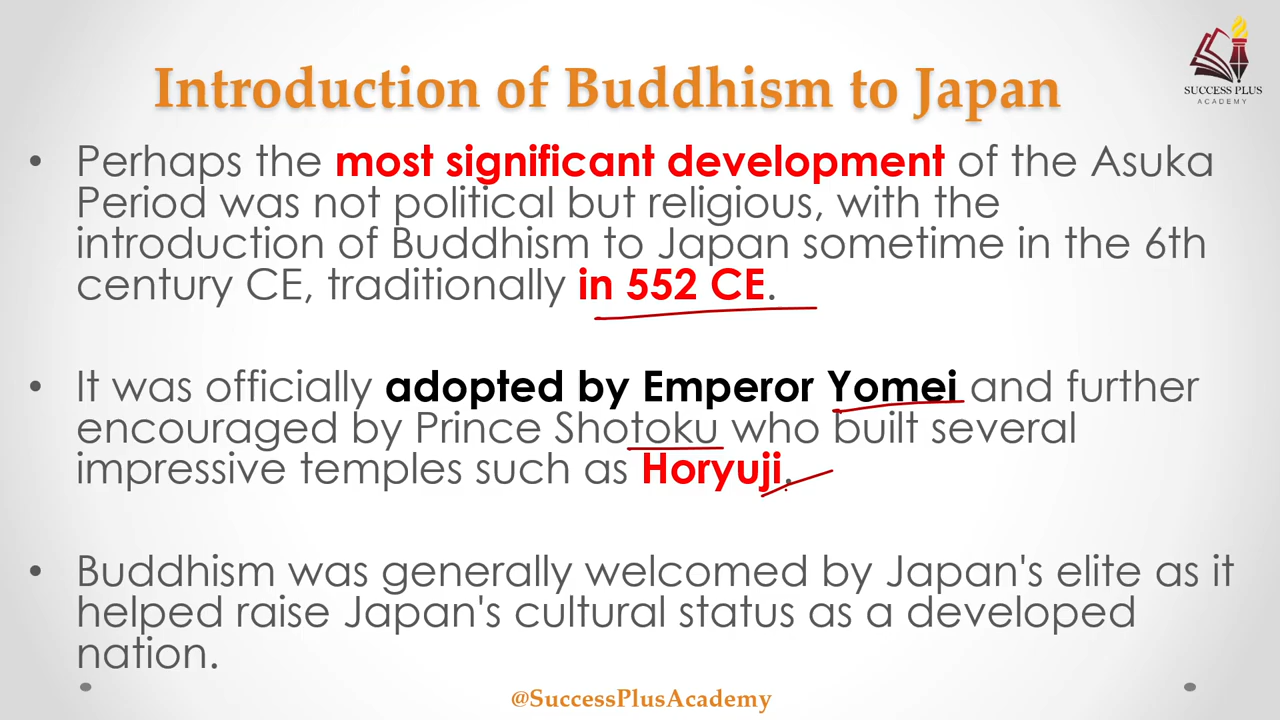 SUCCESS PLUS
ACADEMY
Introduction of Buddhism to Japan
• Perhaps the most significant development of the Asuka
Period was not political but religious, with the
introduction of Buddhism to Japan sometime in the 6th
century CE, traditionally in 552 CE.
• It was officially adopted by Emperor Yomei and further
encouraged by Prince Shotoku who built several
impressive temples such as Horyuji.
• Buddhism was generally welcomed by Japan's elite as it
helped raise Japan's cultural status as a developed
nation.
@SuccessPlusAcademy